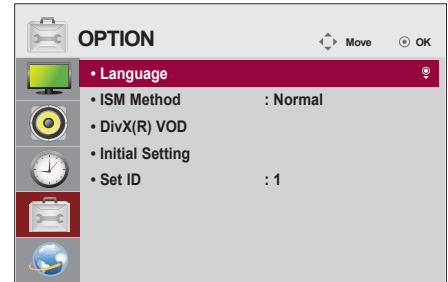 OPTION
Move
OK
• Language
• ISM Method : Normal
• DivX(R) VOD
• Initial Setting
• Set ID : 1